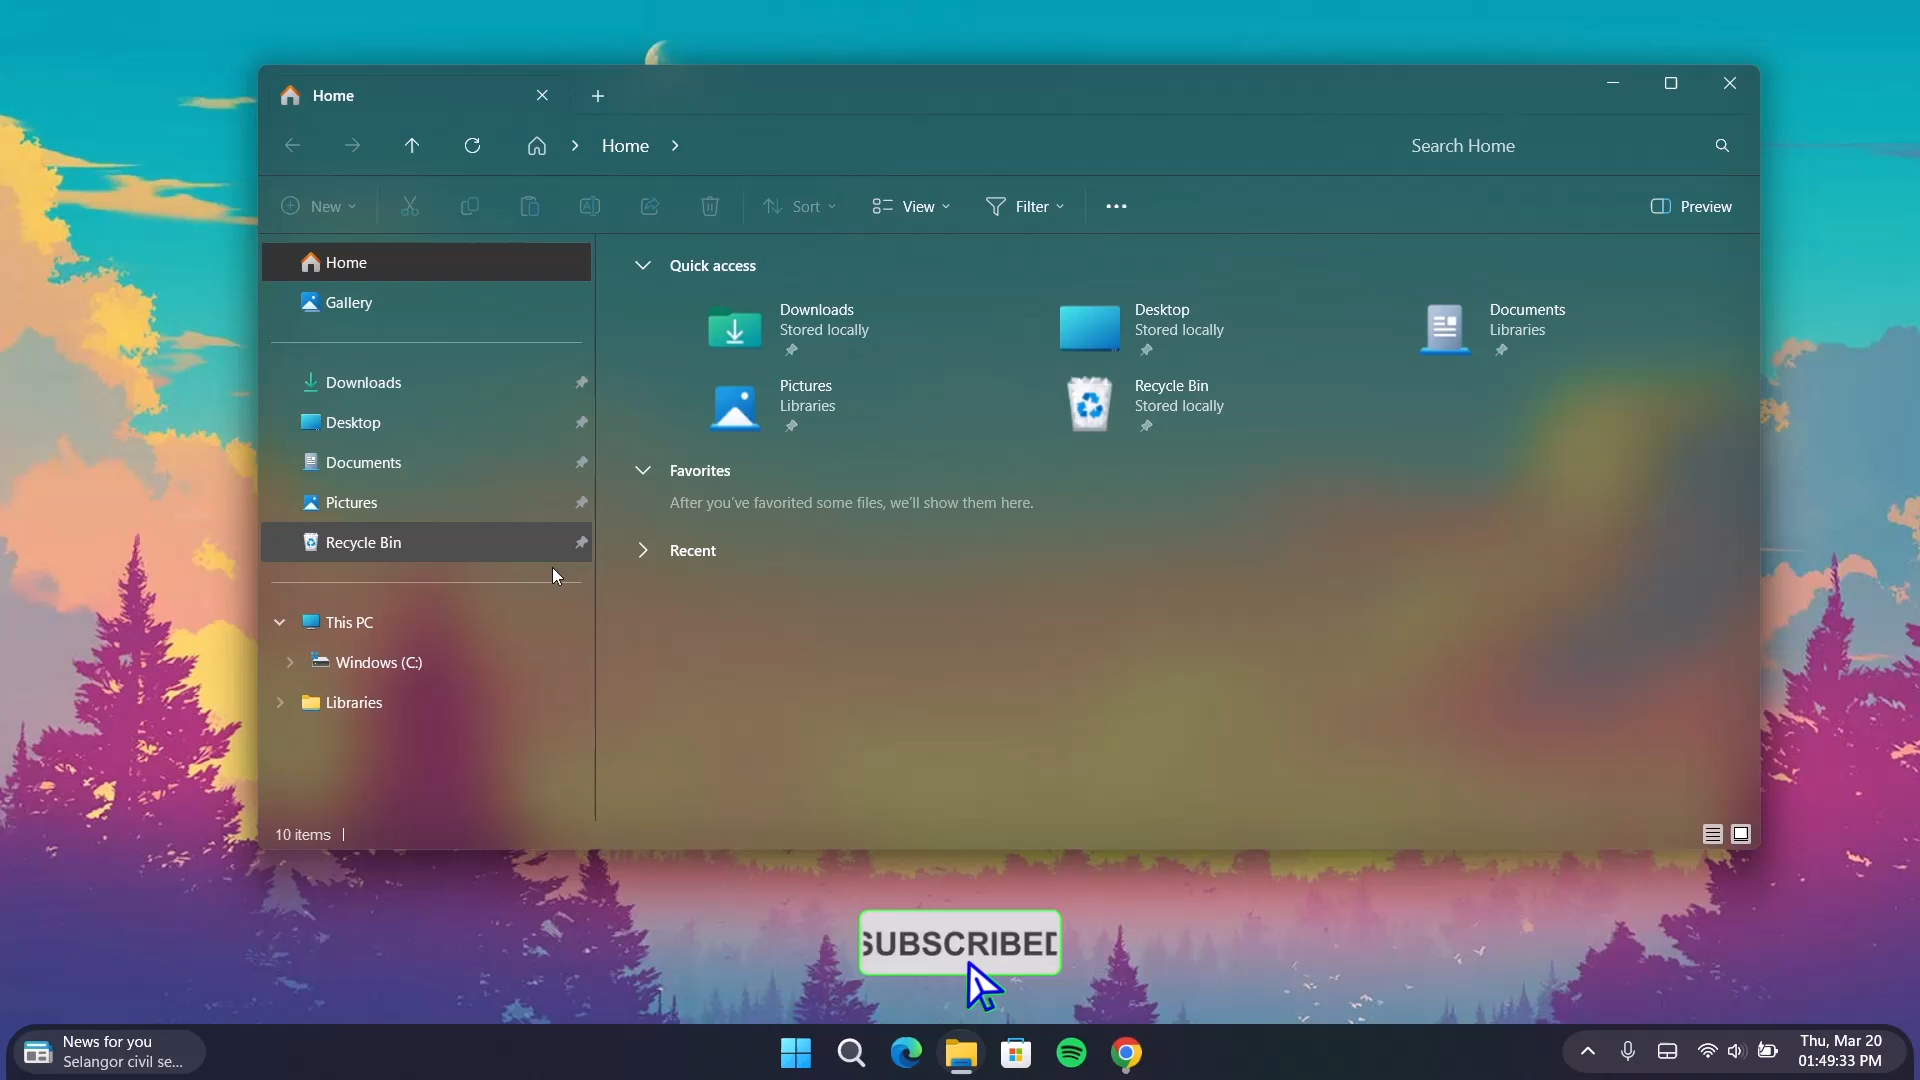 Home
Home
Search Home
New
Sort
View
Filter
Preview
Home
Gallery
Downloads
Desktop
Documents
Pictures
Recycle Bin
This PC
Windows (C:)
Libraries
Quick access
Downloads
Stored locally
Desktop
Stored locally
Documents
Libraries
Pictures
Libraries
Recycle Bin
Stored locally
Favorites
After you've favorited some files, we'll show them here.
Recent
10 items
SUBSCRIBED
News for you
Selangor civil se...
Thu, Mar 20
01:49:33 PM